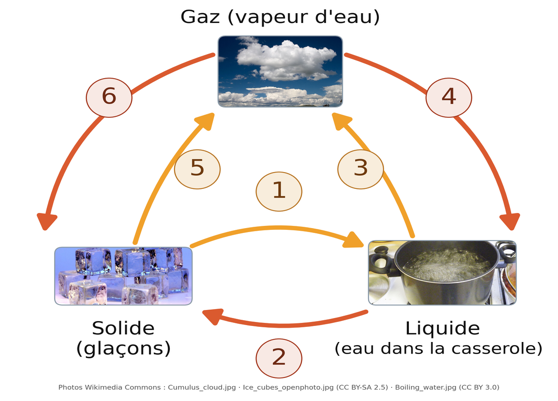 Gaz (vapeur d'eau)
6
4
5
3
1
Solide
(glaçons)
Liquide
(eau dans la casserole)
2
Photos Wikimedia Commons : Cumulus_cloud.jpg · Ice_cubes_openphoto.jpg (CC BY-SA 2.5) · Boiling_water.jpg (CC BY 3.0)